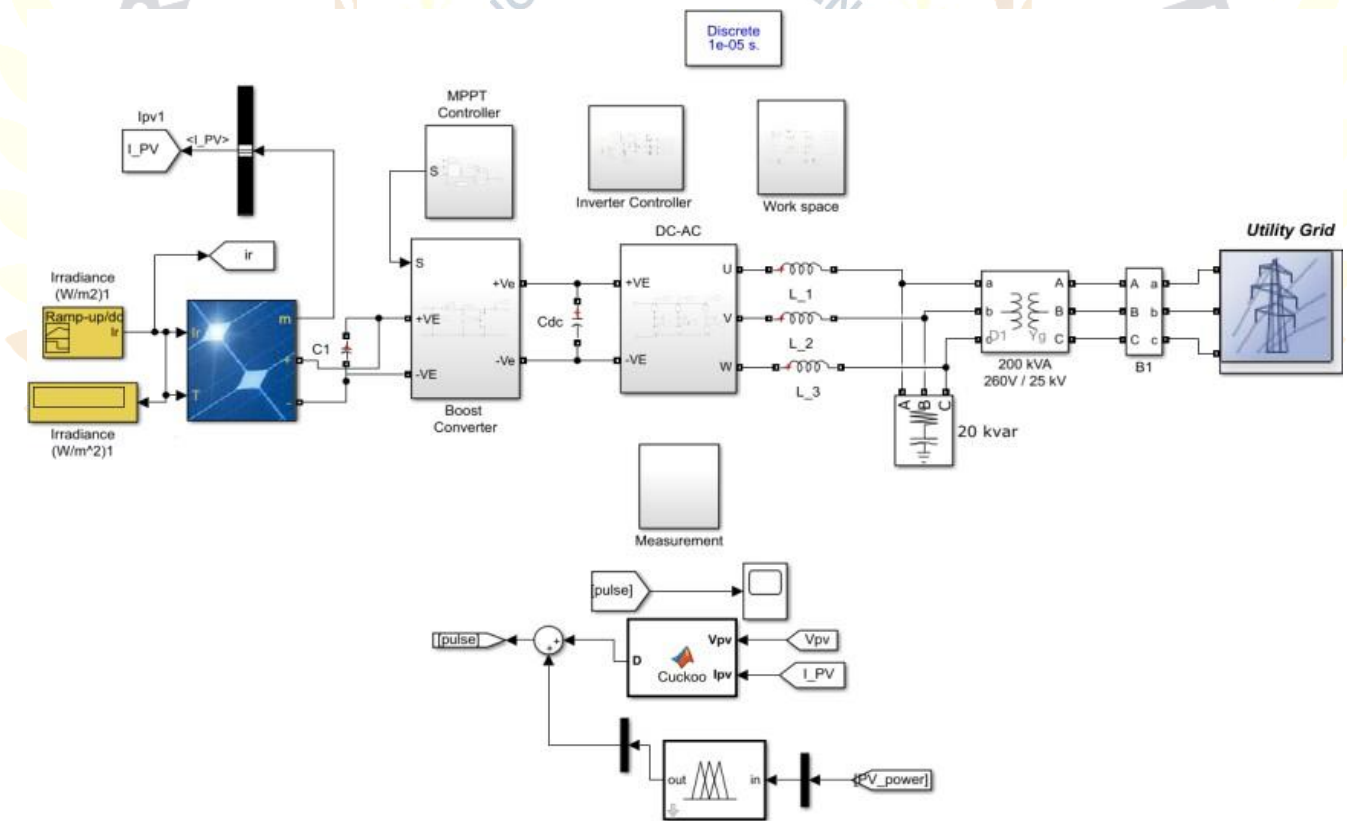 Discrete
1e-05 s.
MPPT
Controller
Ipv1
I_PV
<I_PV>
S
Inverter Controller
Work space
Utility Grid
DC-AC
ir
S
Irradiance
(W/m2)1
Ramp-up/do
Ir
Ir
m
+
T
-
C1
+VE
-VE
+Ve
-Ve
Cdc
+VE
-VE
U
V
W
L_1
L_2
L_3
a
b
c
D1
Yg
A
B
C
A
B
C
a
b
c
200 kVA
260V / 25 kV
B1
Boost
Converter
Irradiance
(W/m^2)1
A
B
C
20 kvar
Measurement
[pulse]
[pulse]
+
+
D
Vpv
Ipv
Cuckoo
Vpv
I_PV
out
in
[PV_power]